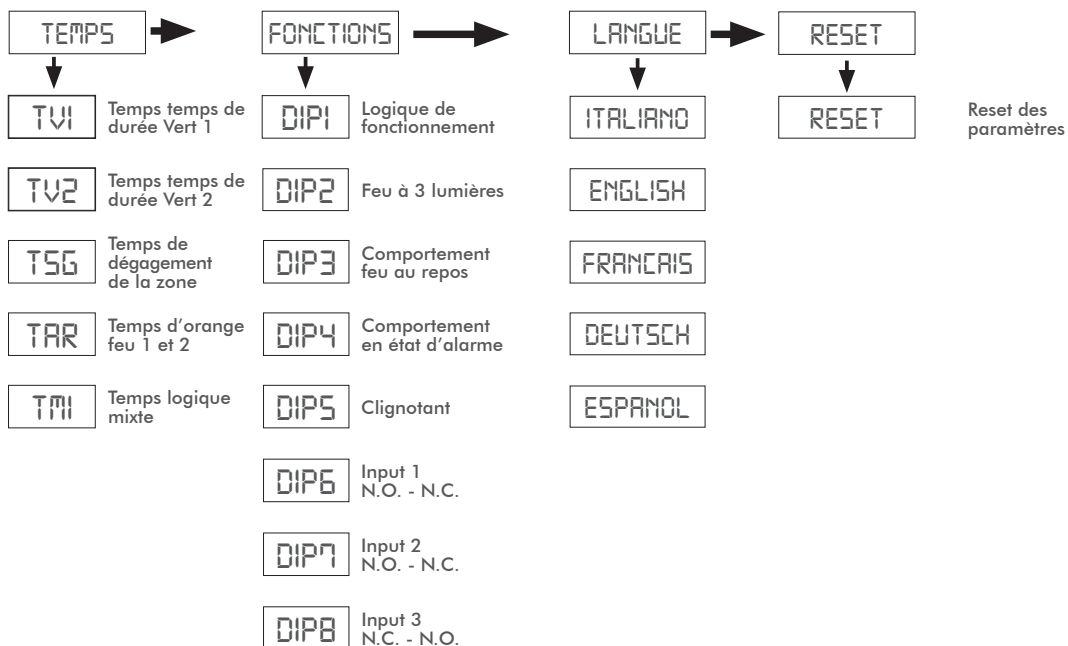 TEMPS
FONCTIONS
LANGUE
RESET
TV1
Temps temps de
durée Vert 1
TV2
Temps temps de
durée Vert 2
TSG
Temps de
dégagement
de la zone
TAR
Temps d’orange
feu 1 et 2
TM1
Temps logique
mixte
DIP1
Logique de
fonctionnement
DIP2
Feu à 3 lumières
DIP3
Comportement
feu au repos
DIP4
Comportement
en état d’alarme
DIP5
Clignotant
DIP6
Input 1
N.O. - N.C.
DIP7
Input 2
N.O. - N.C.
DIP8
Input 3
N.C. - N.O.
ITALIANO
ENGLISH
FRANCAIS
DEUTSCH
ESPANOL
RESET
Reset des
paramètres